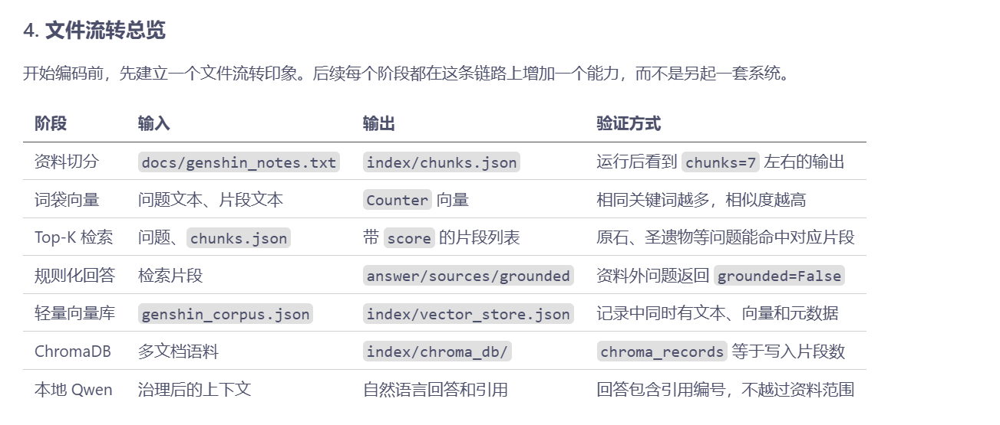 4. 文件流转总览
开始编码前，先建立一个文件流转印象。后续每个阶段都在这条链路上增加一个能力，而不是另起一套系统。
阶段 输入 输出 验证方式
资料切分 docs/genshin_notes.txt index/chunks.json 运行后看到 chunks=7 左右的输出
词袋向量 问题文本、片段文本 Counter 向量 相同关键词越多，相似度越高
Top-K 检索 问题、chunks.json 带 score 的片段列表 原石、圣遗物等问题能命中对应片段
规则化回答 检索片段 answer/sources/grounded 资料外问题返回 grounded=False
轻量向量库 genshin_corpus.json index/vector_store.json 记录中同时有文本、向量和元数据
ChromaDB 多文档语料 index/chroma_db/ chroma_records 等于写入片段数
本地 Qwen 治理后的上下文 自然语言回答和引用 回答包含引用编号，不越过资料范围